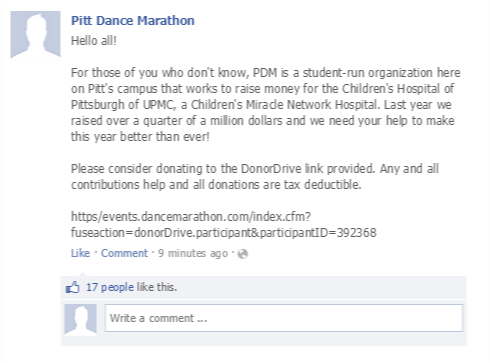 Pitt Dance Marathon
Hello all!
For those of you who don't know, PDM is a student-run organization here
on Pitt's campus that works to raise money for the Children's Hospital of
Pittsburgh of UPMC, a Children's Miracle Network Hospital. Last year we
raised over a quarter of a million dollars and we need your help to make
this year better than ever!
Please consider donating to the DonorDrive link provided. Any and all
contributions help and all donations are tax deductible.
https/events.dancemarathon.com/index.cfm?
fuseaction=donorDrive.participant&participantID=392368
Like · Comment · 9 minutes ago ·
17 people like this.
Write a comment ...